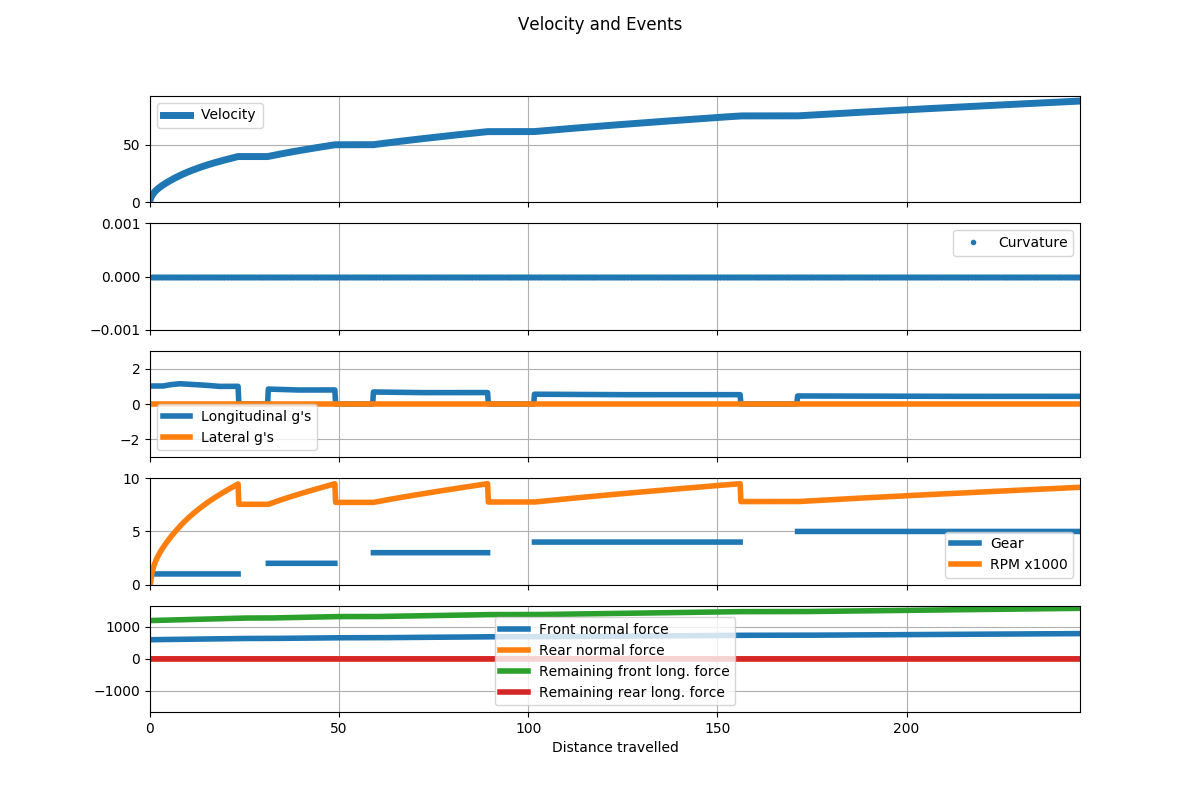 Velocity and Events
Velocity
50
0
0.001
Curvature
0.000
−0.001
2
0
Longitudinal g's
Lateral g's
−2
10
5
Gear
RPM x1000
0
1000
Front normal force
Rear normal force
0
Remaining front long. force
−1000
Remaining rear long. force
0 50 100 150 200
Distance travelled